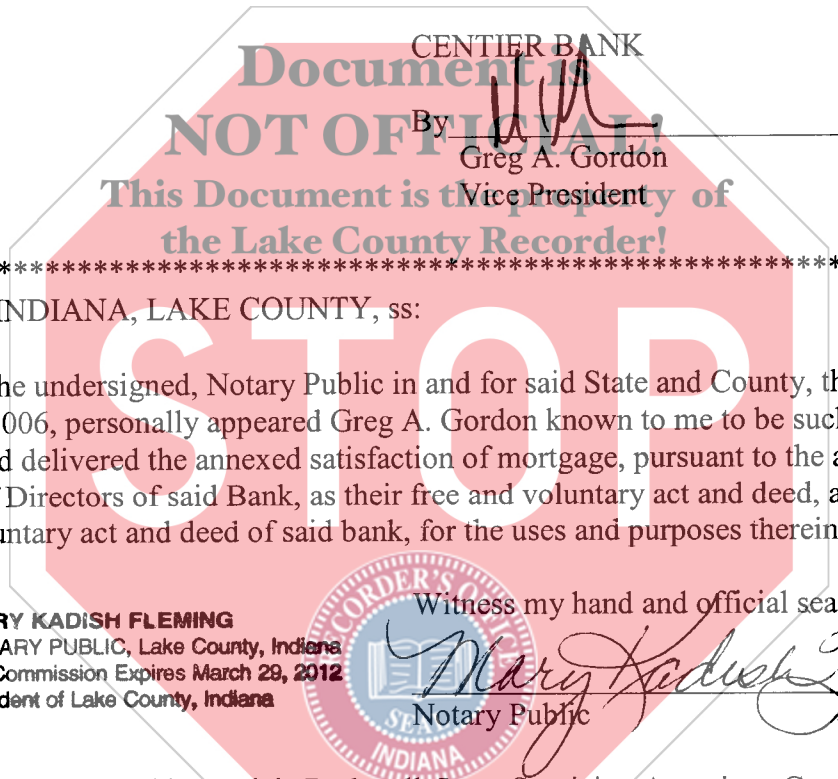 CENTIER BANK
Document is
NOT OFFICIAL!
By
Greg A. Gordon
This Document is the property of
Vice President
the Lake County Recorder!
********************************************************
INDIANA, LAKE COUNTY, ss:
STOP
he undersigned, Notary Public in and for said State and County, th
006, personally appeared Greg A. Gordon known to me to be such
d delivered the annexed satisfaction of mortgage, pursuant to the a
f Directors of said Bank, as their free and voluntary act and deed, a
untary act and deed of said bank, for the uses and purposes therein
Witness my hand and official sea
RY KADISH FLEMING
ARY PUBLIC, Lake County, Indiana
Commission Expires March 29, 2012
dent of Lake County, Indiana
Mary Kadish
Notary Public
RECORDER'S OFFICE
SEAL
INDIANA